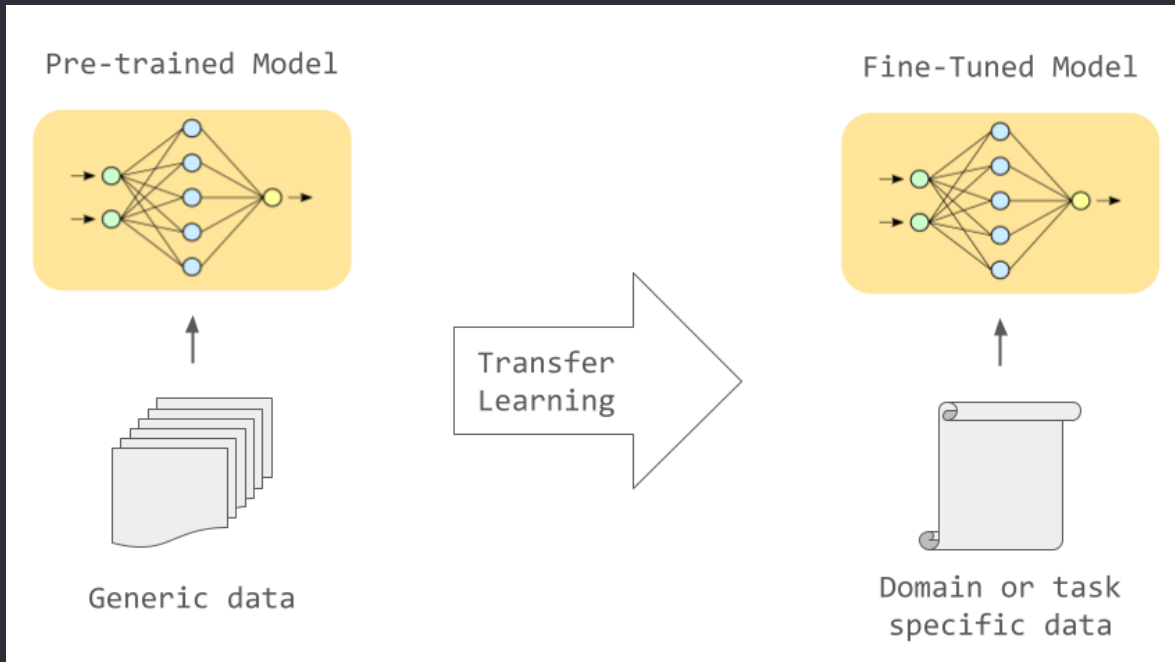 Pre-trained Model
Fine-Tuned Model
Transfer
Learning
Generic data
Domain or task
specific data